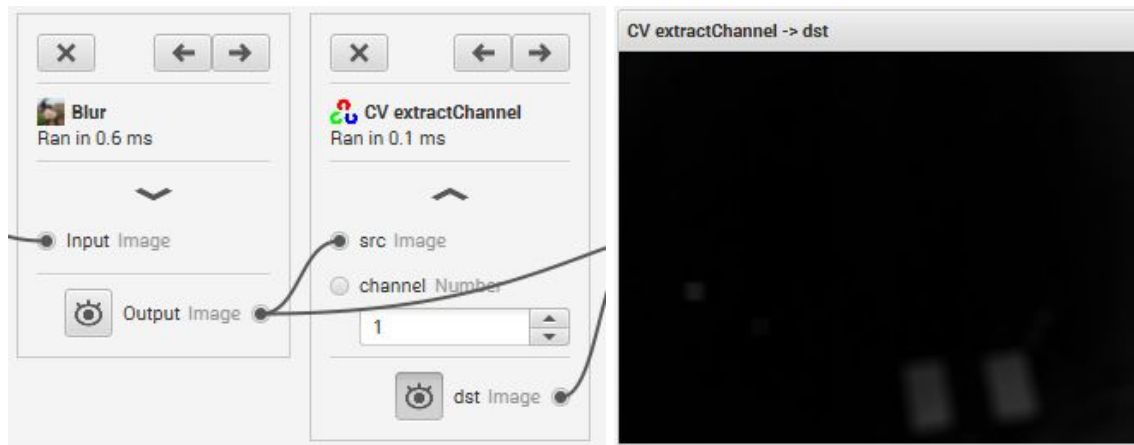 Blur
Ran in 0.6 ms
Input Image
Output Image
CV extractChannel
Ran in 0.1 ms
src Image
channel Number
1
dst Image
CV extractChannel -> dst